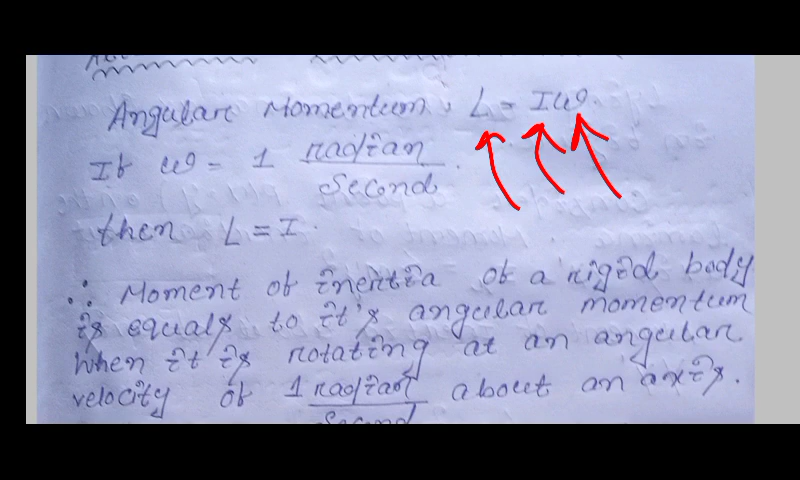 Angular Momentum, L = Iω.
If ω = 1 radian/second.
then L = I.
∴ Moment of inertia of a rigid body
is equals to it's angular momentum
when it is rotating at an angular
velocity of 1 radian/second about an axis.